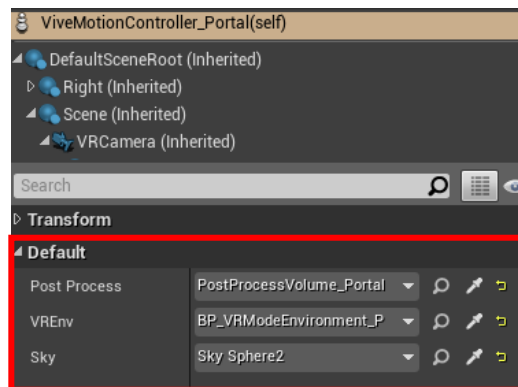 ViveMotionController_Portal(self)
DefaultSceneRoot (Inherited)
Right (Inherited)
Scene (Inherited)
VRCamera (Inherited)
Search
Transform
Default
Post Process PostProcessVolume_Portal
VREnv BP_VRModeEnvironment_P
Sky Sky Sphere2